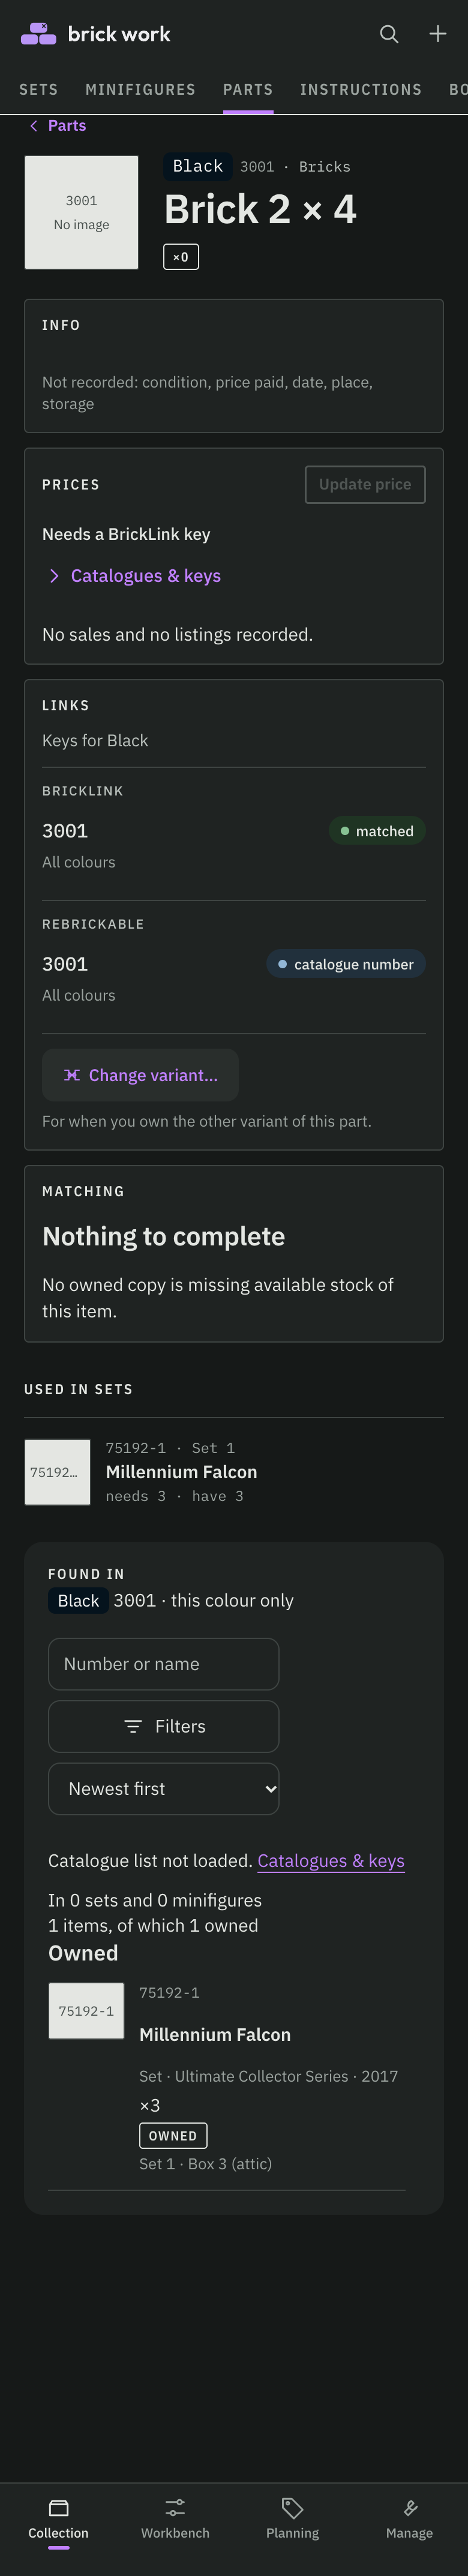 brick work
SETS MINIFIGURES PARTS INSTRUCTIONS BO
Parts
3001
No image
Black 3001 · Bricks
Brick 2 × 4
×0
INFO
Not recorded: condition, price paid, date, place,
storage
PRICES
Update price
Needs a BrickLink key
Catalogues & keys
No sales and no listings recorded.
LINKS
Keys for Black
BRICKLINK
3001
matched
All colours
REBRICKABLE
3001
catalogue number
All colours
Change variant…
For when you own the other variant of this part.
MATCHING
Nothing to complete
No owned copy is missing available stock of
this item.
USED IN SETS
75192…
75192-1 · Set 1
Millennium Falcon
needs 3 · have 3
FOUND IN
Black 3001 · this colour only
Number or name
Filters
Newest first
Catalogue list not loaded. Catalogues & keys
In 0 sets and 0 minifigures
1 items, of which 1 owned
Owned
75192-1
75192-1
Millennium Falcon
Set · Ultimate Collector Series · 2017
×3
OWNED
Set 1 · Box 3 (attic)
Collection Workbench Planning Manage